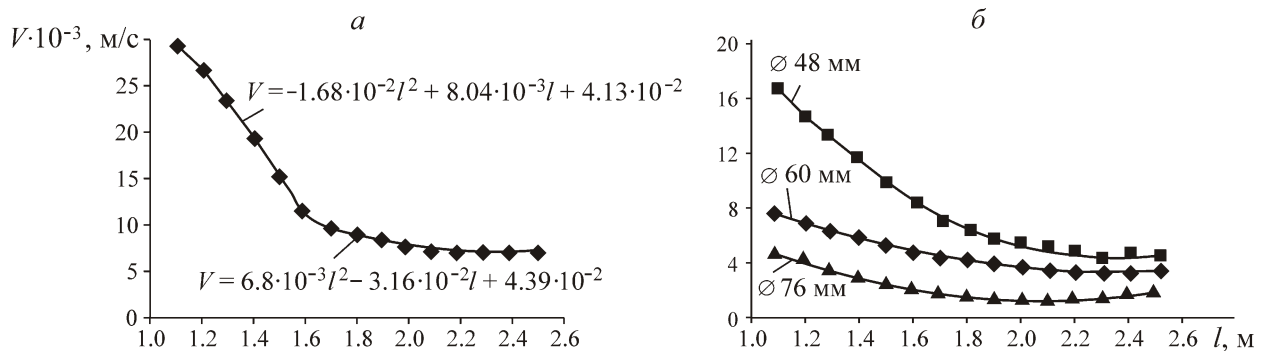 а
V·10⁻³, м/с
25
20
15
10
5
0
1.0 1.2 1.4 1.6 1.8 2.0 2.2 2.4 2.6
V = –1.68·10⁻²l² + 8.04·10⁻³l + 4.13·10⁻²
V = 6.8·10⁻³l² – 3.16·10⁻²l + 4.39·10⁻²
б
20
16
12
8
4
0
1.0 1.2 1.4 1.6 1.8 2.0 2.2 2.4 2.6 l, м
∅ 48 мм
∅ 60 мм
∅ 76 мм